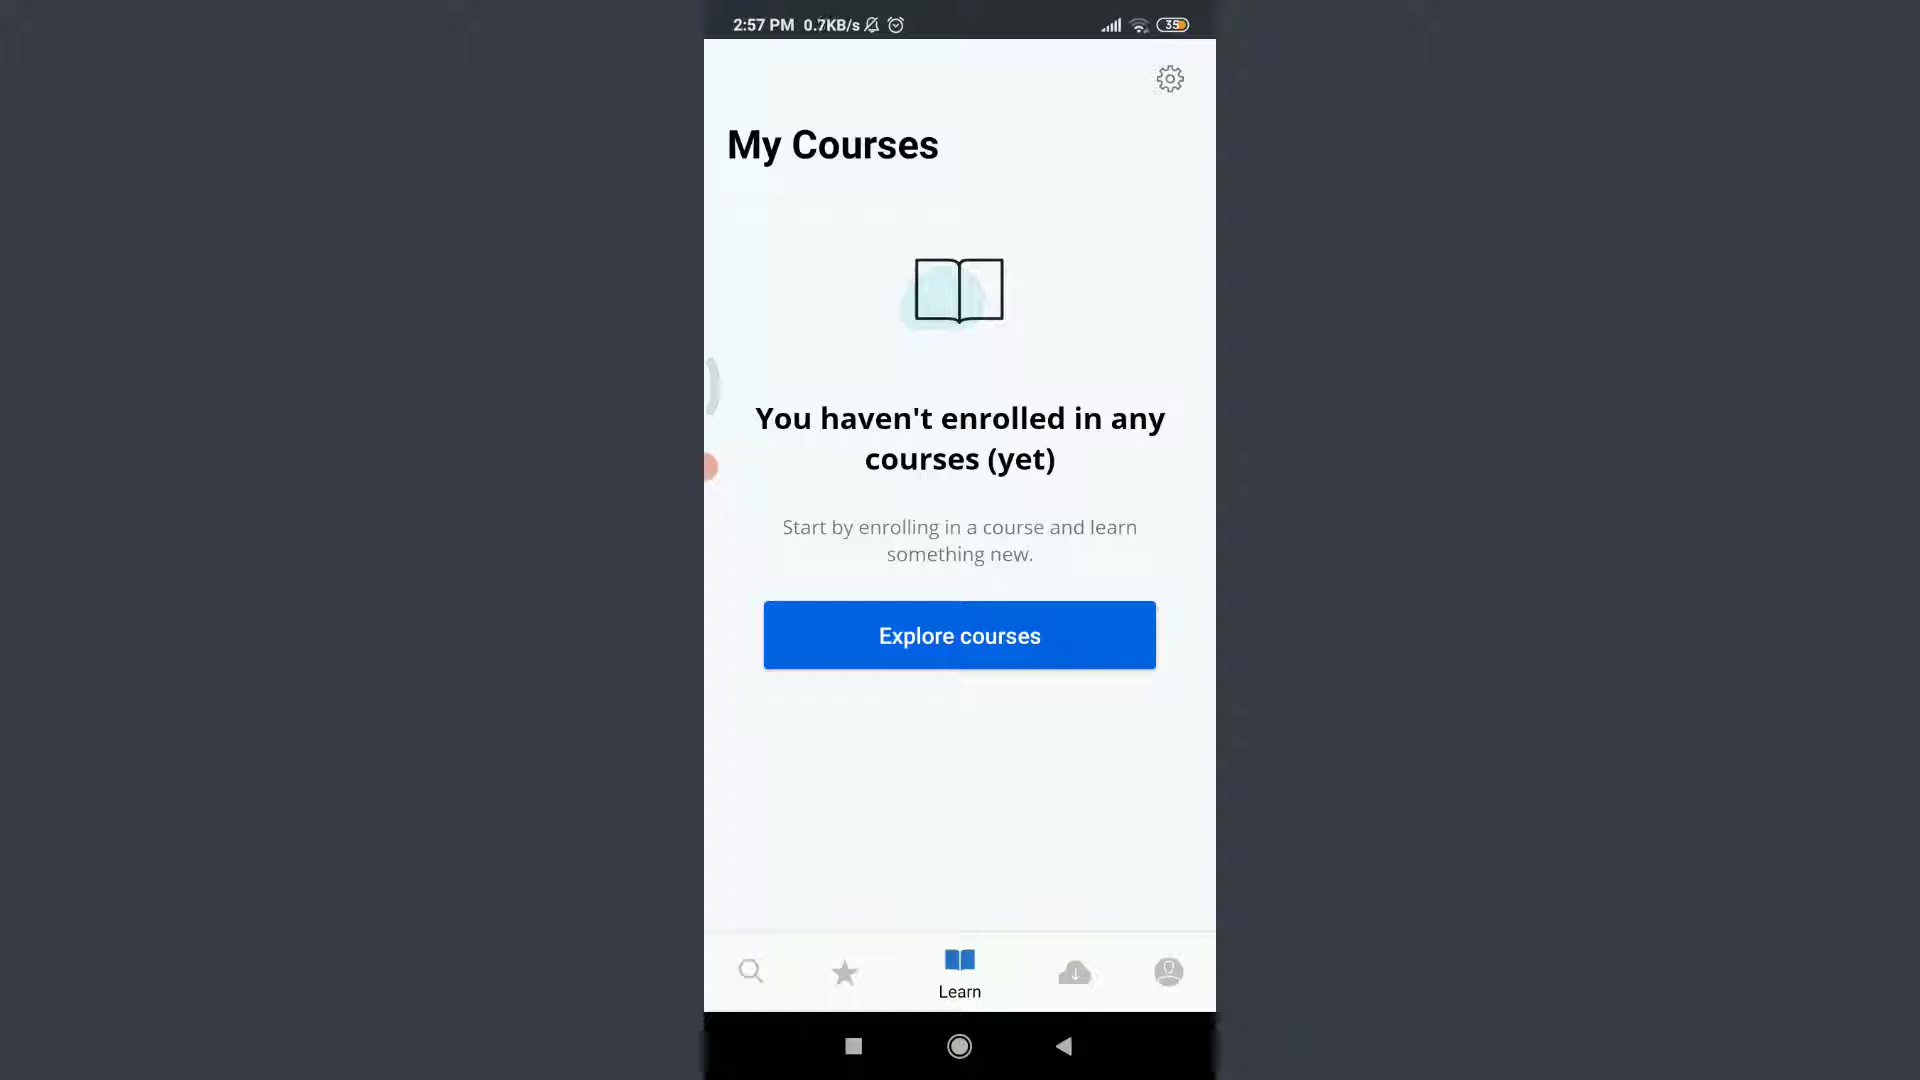 2:57 PM 0.7KB/s 35
My Courses
You haven't enrolled in any
courses (yet)
Start by enrolling in a course and learn
something new.
Explore courses
Learn